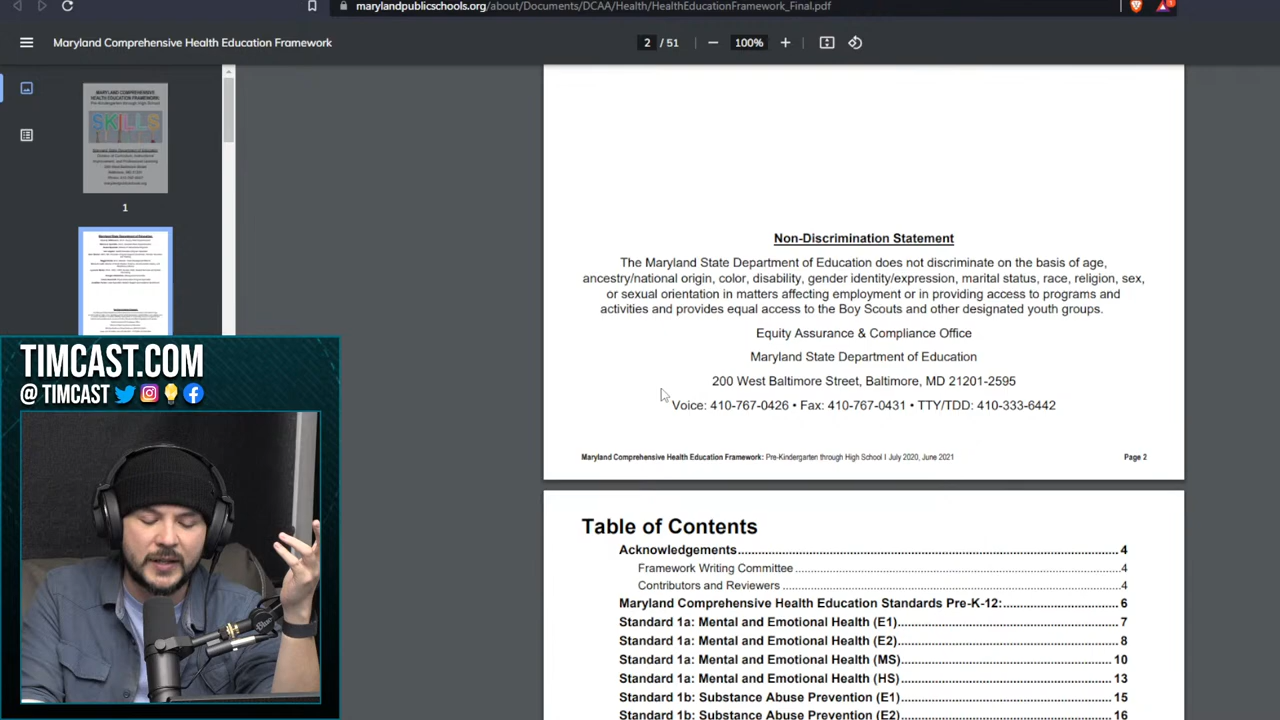 marylandpublicschools.org/about/Documents/DCAA/Health/HealthEducationFramework_Final.pdf
Maryland Comprehensive Health Education Framework
2 / 51
100%
SKILLS
1
Non-Discrimination Statement
The Maryland State Department of Education does not discriminate on the basis of age,
ancestry/national origin, color, disability, gender identity/expression, marital status, race, religion, sex,
or sexual orientation in matters affecting employment or in providing access to programs and
activities and provides equal access to the Boy Scouts and other designated youth groups.
Equity Assurance & Compliance Office
Maryland State Department of Education
200 West Baltimore Street, Baltimore, MD 21201-2595
Voice: 410-767-0426 • Fax: 410-767-0431 • TTY/TDD: 410-333-6442
Maryland Comprehensive Health Education Framework: Pre-Kindergarten through High School I July 2020, June 2021 Page 2
Table of Contents
Acknowledgements 4
Framework Writing Committee 4
Contributors and Reviewers 4
Maryland Comprehensive Health Education Standards Pre-K-12: 6
Standard 1a: Mental and Emotional Health (E1) 7
Standard 1a: Mental and Emotional Health (E2) 8
Standard 1a: Mental and Emotional Health (MS) 10
Standard 1a: Mental and Emotional Health (HS) 13
Standard 1b: Substance Abuse Prevention (E1) 15
Standard 1b: Substance Abuse Prevention (E2) 16
TIMCAST.COM
@ TIMCAST